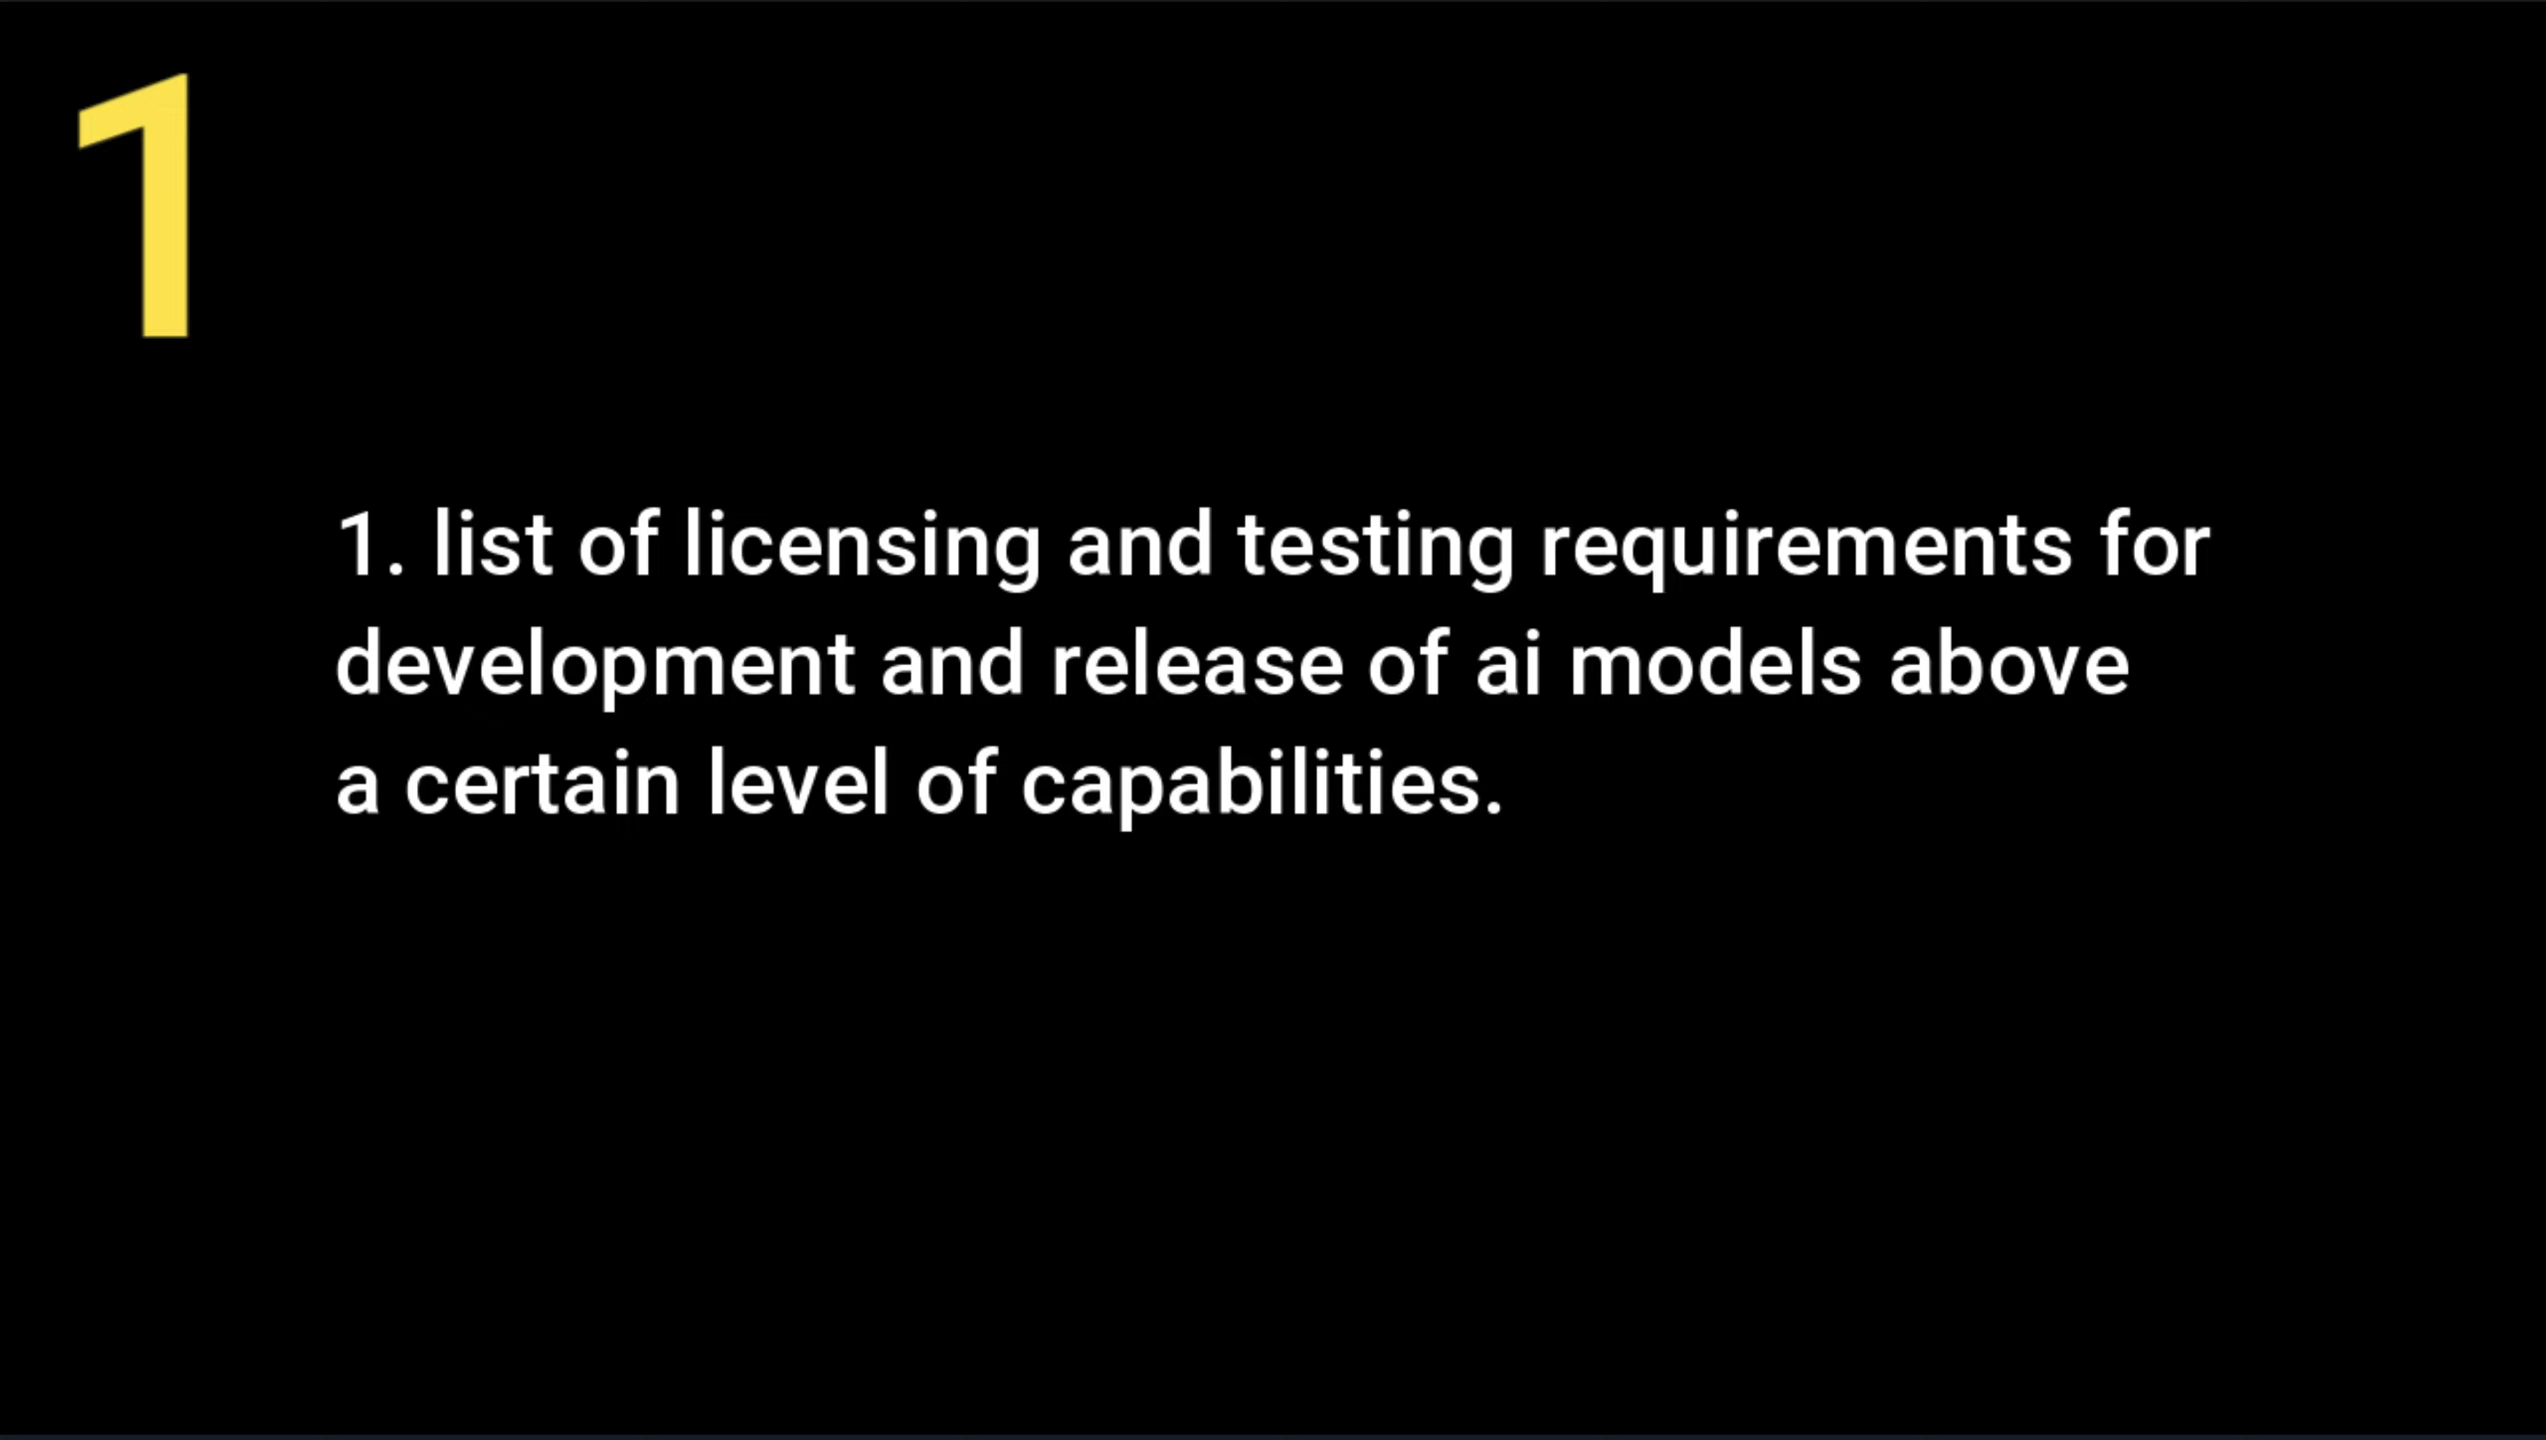 1
1. list of licensing and testing requirements for
development and release of ai models above
a certain level of capabilities.